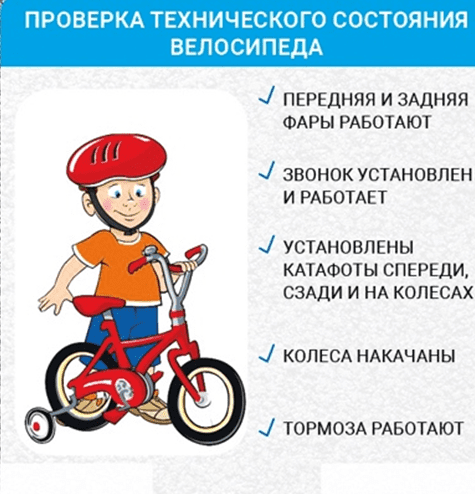 ПРОВЕРКА ТЕХНИЧЕСКОГО СОСТОЯНИЯ
ВЕЛОСИПЕДА
ПЕРЕДНЯЯ И ЗАДНЯЯ
ФАРЫ РАБОТАЮТ
ЗВОНОК УСТАНОВЛЕН
И РАБОТАЕТ
УСТАНОВЛЕНЫ
КАТАФОТЫ СПЕРЕДИ,
СЗАДИ И НА КОЛЕСАХ
КОЛЕСА НАКАЧАНЫ
ТОРМОЗА РАБОТАЮТ